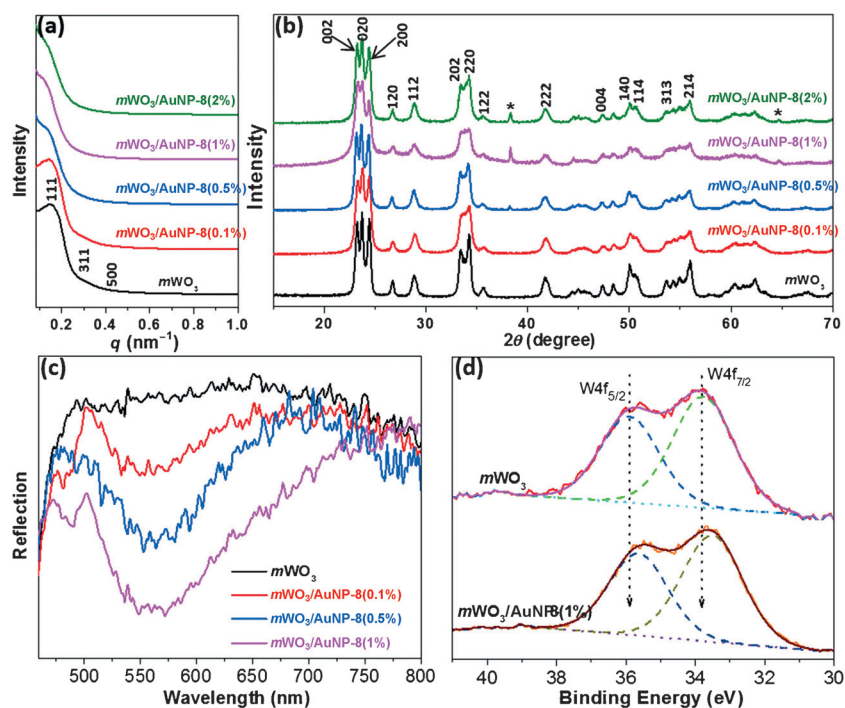 (a)
mWO3/AuNP-8(2%)
mWO3/AuNP-8(1%)
mWO3/AuNP-8(0.5%)
111
mWO3/AuNP-8(0.1%)
311
500
mWO3
Intensity
0.2 0.4 0.6 0.8 1.0
q (nm−1)
(b)
002 020 200
120 112 202 220 122 * 222 004 140 114 313 214 *
mWO3/AuNP-8(2%)
mWO3/AuNP-8(1%)
mWO3/AuNP-8(0.5%)
mWO3/AuNP-8(0.1%)
mWO3
Intensity
20 30 40 50 60 70
2θ (degree)
(c)
Reflection
mWO3
mWO3/AuNP-8(0.1%)
mWO3/AuNP-8(0.5%)
mWO3/AuNP-8(1%)
500 550 600 650 700 750 800
Wavelength (nm)
(d)
W4f5/2
W4f7/2
mWO3
mWO3/AuNP-8(1%)
40 38 36 34 32 30
Binding Energy (eV)